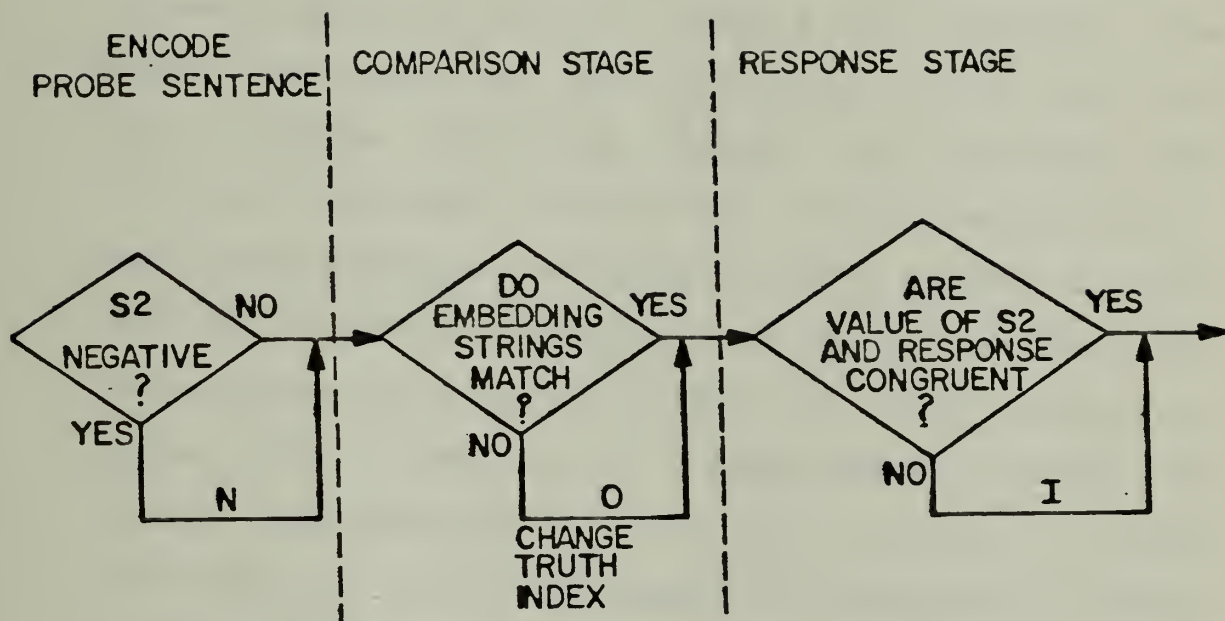 ENCODE
PROBE SENTENCE
COMPARISON STAGE
RESPONSE STAGE
S2
NEGATIVE
?
NO
YES
N
DO
EMBEDDING
STRINGS
MATCH
?
YES
NO
O
CHANGE
TRUTH
INDEX
ARE
VALUE OF S2
AND RESPONSE
CONGRUENT
?
YES
NO
I